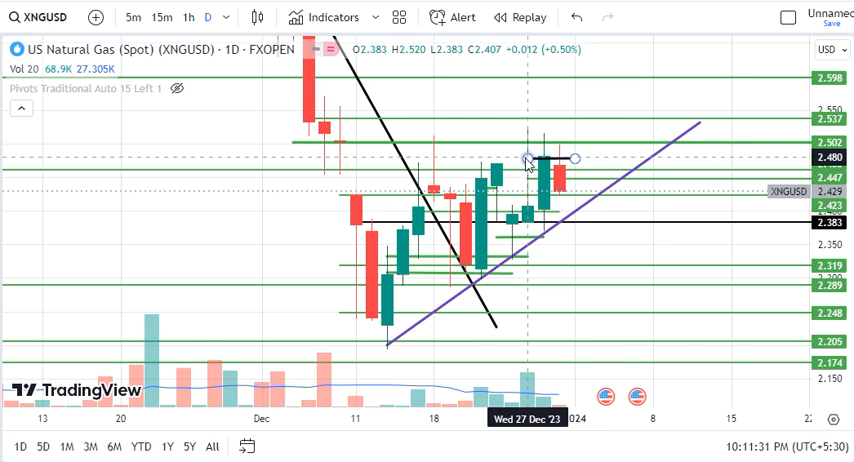 XNGUSD 5m 15m 1h D Indicators Alert Replay Unnamed
Save
US Natural Gas (Spot) (XNGUSD) · 1D · FXOPEN O2.383 H2.520 L2.383 C2.407 +0.012 (+0.50%) USD
Vol 20 68.9K 27.305K
Pivots Traditional Auto 15 Left 1
2.598
2.550
2.537
2.502
2.480
2.447
XNGUSD 2.429
2.423
2.383
2.350
2.319
2.289
2.248
2.205
2.174
2.150
TradingView
13 20 Dec 11 18 Wed 27 Dec '23 024 8 15 22
1D 5D 1M 3M 6M YTD 1Y 5Y All 10:11:31 PM (UTC+5:30)